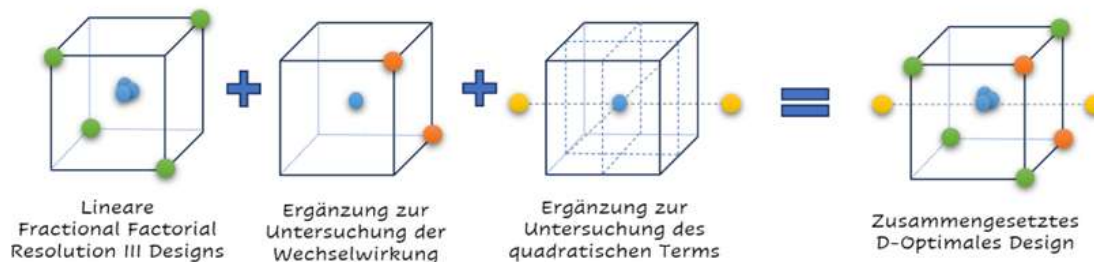 Lineare
Fractional Factorial
Resolution III Designs
Ergänzung zur
Untersuchung der
Wechselwirkung
Ergänzung zur
Untersuchung des
quadratischen Terms
Zusammengesetztes
D-Optimales Design